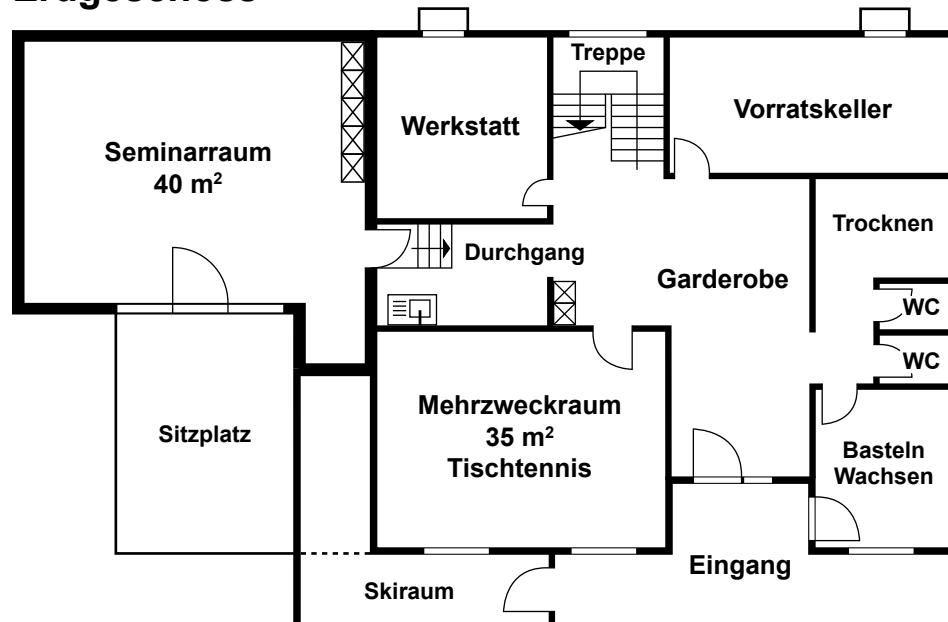 Erdgeschoss
Treppe
Vorratskeller
Werkstatt
Seminarraum
40 m²
Trocknen
Durchgang
Garderobe
WC
WC
Mehrzweckraum
35 m²
Tischtennis
Sitzplatz
Basteln
Wachsen
Eingang
Skiraum